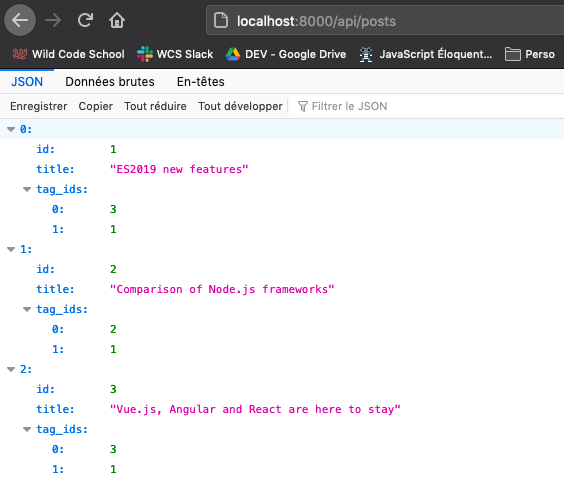 localhost:8000/api/posts
Wild Code School WCS Slack DEV - Google Drive JavaScript Éloquent... Perso
JSON Données brutes En-têtes
Enregistrer Copier Tout réduire Tout développer Filtrer le JSON
0:
id: 1
title: "ES2019 new features"
tag_ids:
0: 3
1: 1
1:
id: 2
title: "Comparison of Node.js frameworks"
tag_ids:
0: 2
1: 1
2:
id: 3
title: "Vue.js, Angular and React are here to stay"
tag_ids:
0: 3
1: 1